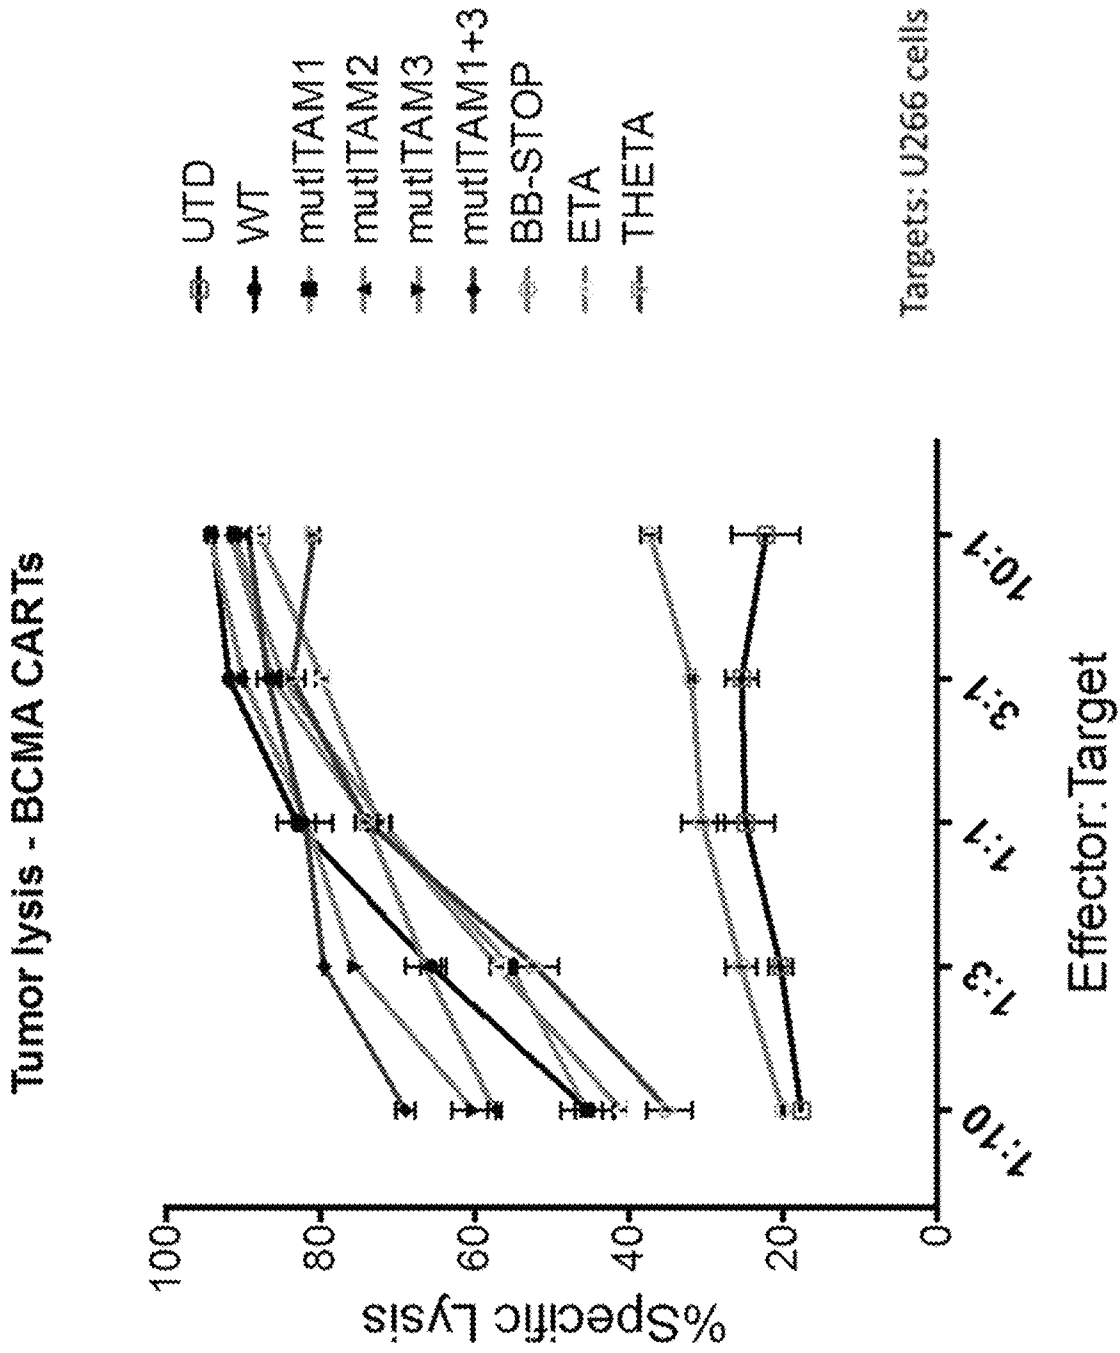 Tumor lysis - BCMA CARTs
%Specific Lysis
100
80
60
40
20
0
1:10
1:3
1:1
3:1
10:1
Effector:Target
UTD
WT
mutITAM1
mutITAM2
mutITAM3
mutITAM1+3
BB-STOP
ETA
THETA
Targets: U266 cells